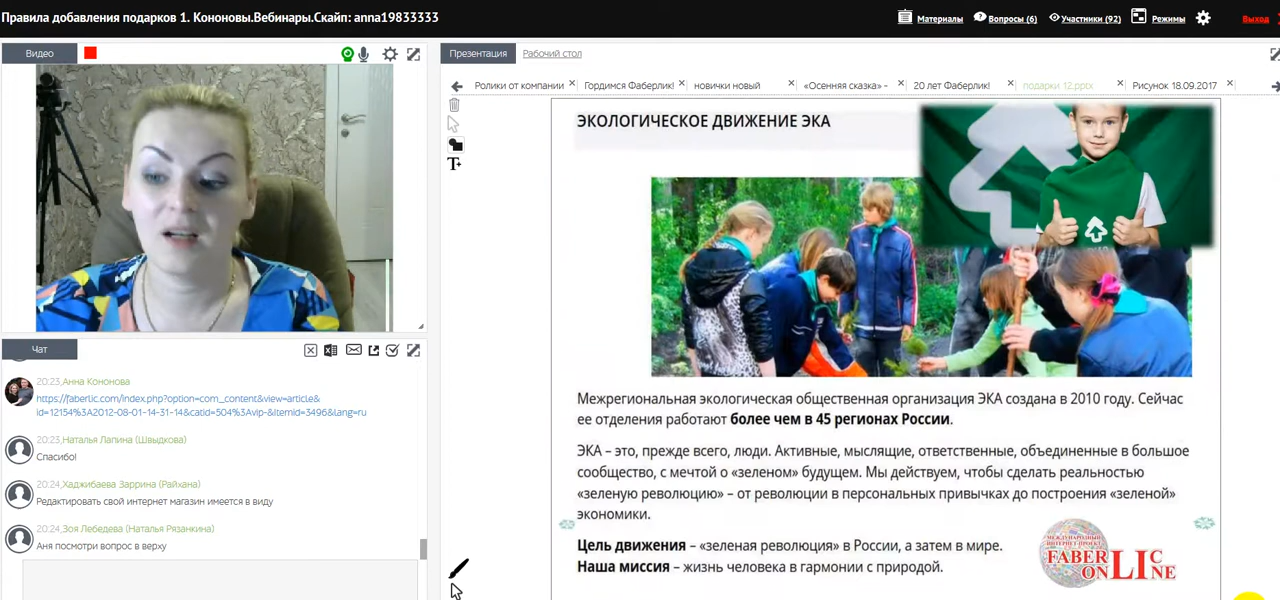 Правила добавления подарков 1. Кононовы.Вебинары.Скайп: anna19833333
Материалы Вопросы (6) Участники (92) Режимы Выход
Видео
Чат
20:23 Анна Кононова
https://faberlic.com/index.php?option=com_content&view=article&
id=12154%3A2012-08-01-14-31-14&catid=504%3Avip-&Itemid=3496&lang=ru
20:23 Наталья Лапина (Швыдкова)
Спасибо!
20:24 Хаджибаева Заррина (Райхана)
Редактировать свой интернет магазин имеется в виду
20:24 Зоя Лебедева (Наталья Рязанкина)
Аня посмотри вопрос в верху
Презентация Рабочий стол
Ролики от компании Гордимся Фаберлик! новички новый «Осенняя сказка» - 20 лет Фаберлик! подарки 12.pptx Рисунок 18.09.2017
ЭКОЛОГИЧЕСКОЕ ДВИЖЕНИЕ ЭКА
Межрегиональная экологическая общественная организация ЭКА создана в 2010 году. Сейчас
ее отделения работают более чем в 45 регионах России.
ЭКА – это, прежде всего, люди. Активные, мыслящие, ответственные, объединенные в большое
сообщество, с мечтой о «зеленом» будущем. Мы действуем, чтобы сделать реальностью
«зеленую революцию» – от революции в персональных привычках до построения «зеленой»
экономики.
Цель движения – «зеленая революция» в России, а затем в мире.
Наша миссия – жизнь человека в гармонии с природой.
МЕЖДУНАРОДНЫЙ
ИНТЕРНЕТ-ПРОЕКТ
FABERLIC
ONLINE